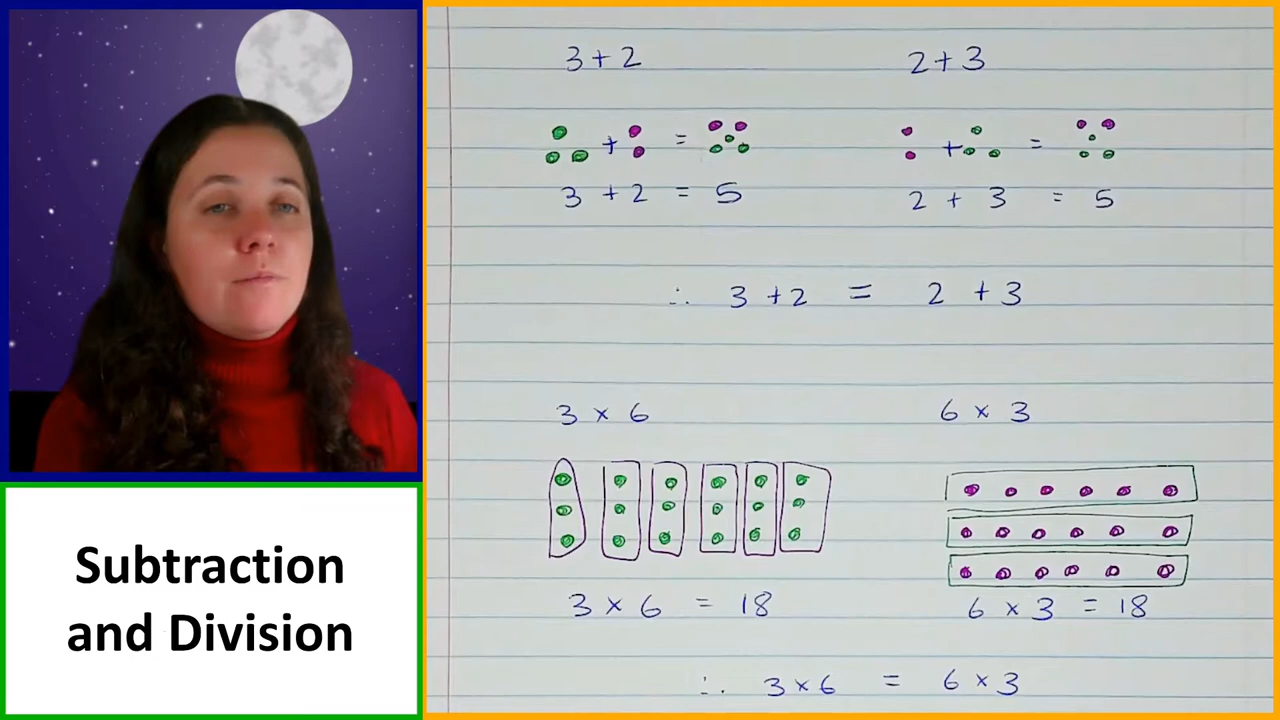 3 + 2 2 + 3
+ = + =
3 + 2 = 5 2 + 3 = 5
∴ 3 + 2 = 2 + 3
3 × 6 6 × 3
3 × 6 = 18 6 × 3 = 18
∴ 3 × 6 = 6 × 3
Subtraction
and Division